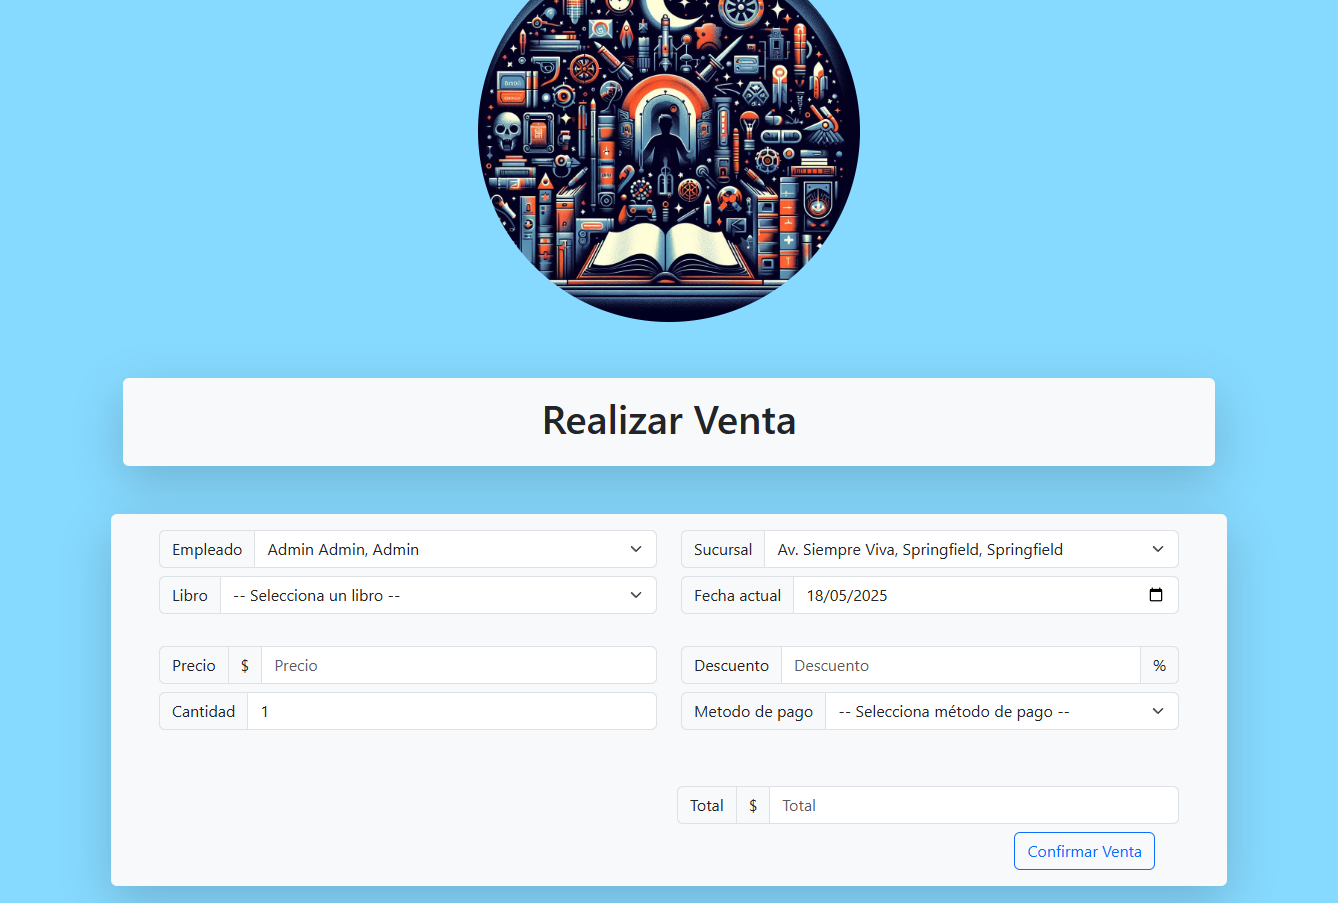 Realizar Venta
Empleado Admin Admin, Admin
Sucursal Av. Siempre Viva, Springfield, Springfield
Libro -- Selecciona un libro --
Fecha actual 18/05/2025
Precio $ Precio
Descuento Descuento %
Cantidad 1
Metodo de pago -- Selecciona método de pago --
Total $ Total
Confirmar Venta